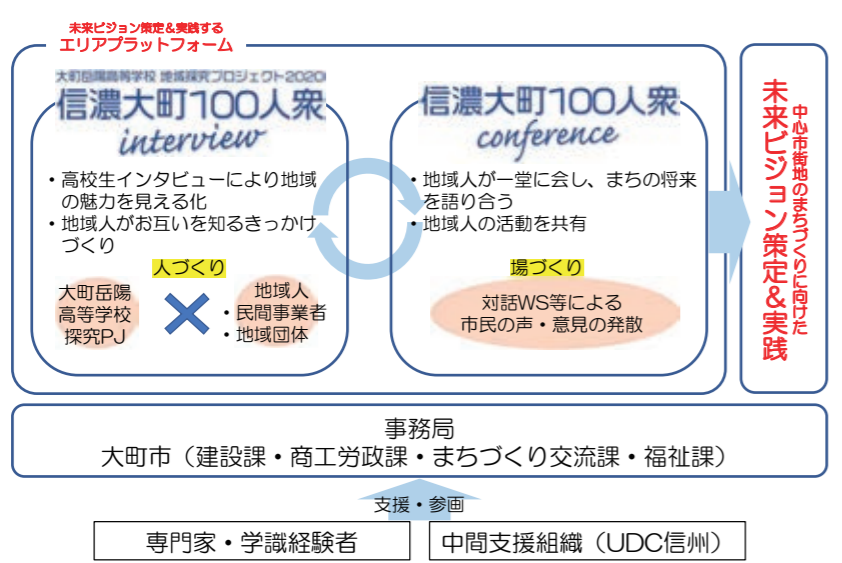 未来ビジョン策定&実践する
エリアプラットフォーム
大町岳陽高等学校 地域探究プロジェクト2020
信濃大町100人衆
interview
・高校生インタビューにより地域
の魅力を見える化
・地域人がお互いを知るきっかけ
づくり
人づくり
大町岳陽
高等学校
探究PJ
地域人
・民間事業者
・地域団体
信濃大町100人衆
conference
・地域人が一堂に会し、まちの将来
を語り合う
・地域人の活動を共有
場づくり
対話WS等による
市民の声・意見の発散
中心市街地のまちづくりに向けた
未来ビジョン策定&実践
事務局
大町市（建設課・商工労政課・まちづくり交流課・福祉課）
支援・参画
専門家・学識経験者
中間支援組織（UDC信州）